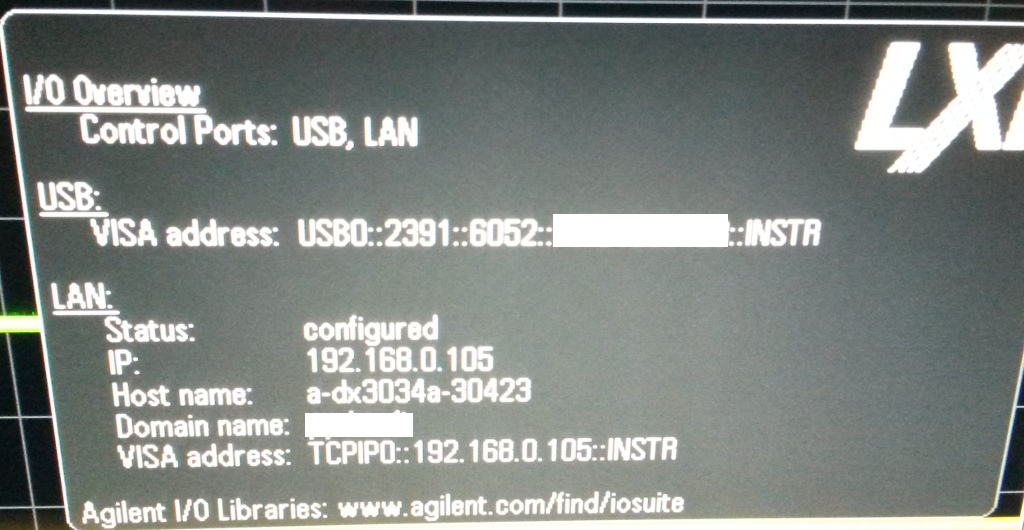 LXI
I/O Overview
Control Ports: USB, LAN
USB:
VISA address: USB0::2391::6052:: ::INSTR
LAN:
Status: configured
IP: 192.168.0.105
Host name: a-dx3034a-30423
Domain name:
VISA address: TCPIP0::192.168.0.105::INSTR
Agilent I/O Libraries: www.agilent.com/find/iosuite